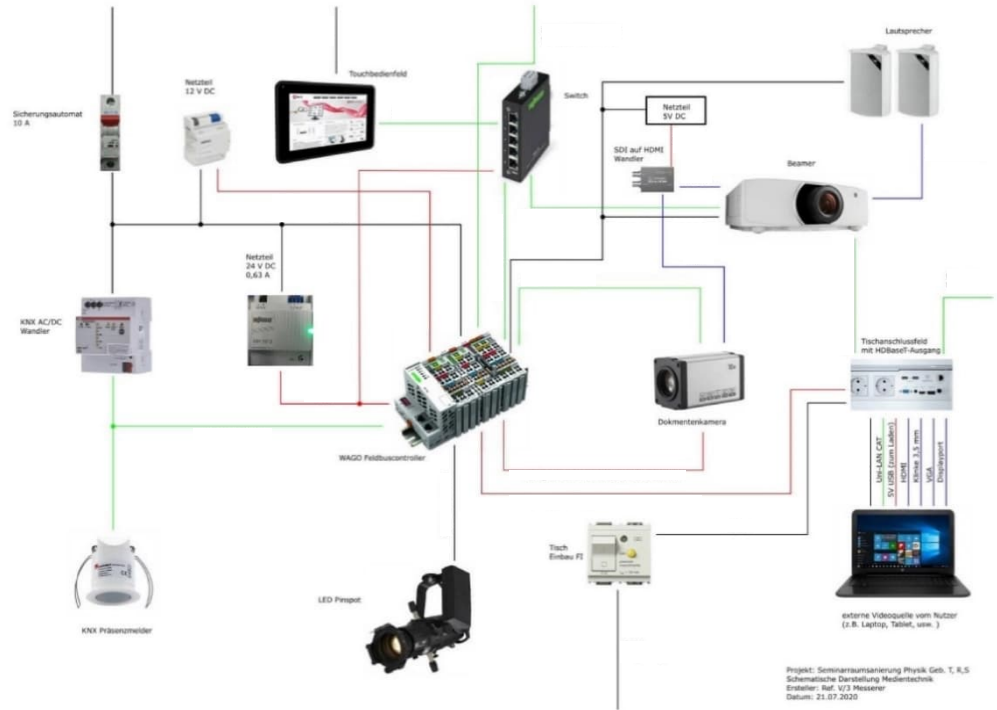 Lautsprecher
Netzteil
12 V DC
Touchbedienfeld
Switch
Netzteil
5V DC
Sicherungsautomat
10 A
SDI auf HDMI
Wandler
Beamer
Netzteil
24 V DC
0,63 A
KNX AC/DC
Wandler
Tischanschlussfeld
mit HDBaseT-Ausgang
Dokmentenkamera
WAGO Feldbuscontroller
Uni-LAN CAT
5V USB (zum Laden)
HDMI
Klinke 3,5 mm
VGA
Displayport
Tisch
Einbau FI
LED Pinspot
KNX Präsenzmelder
externe Videoquelle vom Nutzer
(z.B. Laptop, Tablet, usw. )
Projekt: Seminarraumsanierung Physik Geb. T, R,S
Schematische Darstellung Medientechnik
Ersteller: Ref. V/3 Messerer
Datum: 21.07.2020